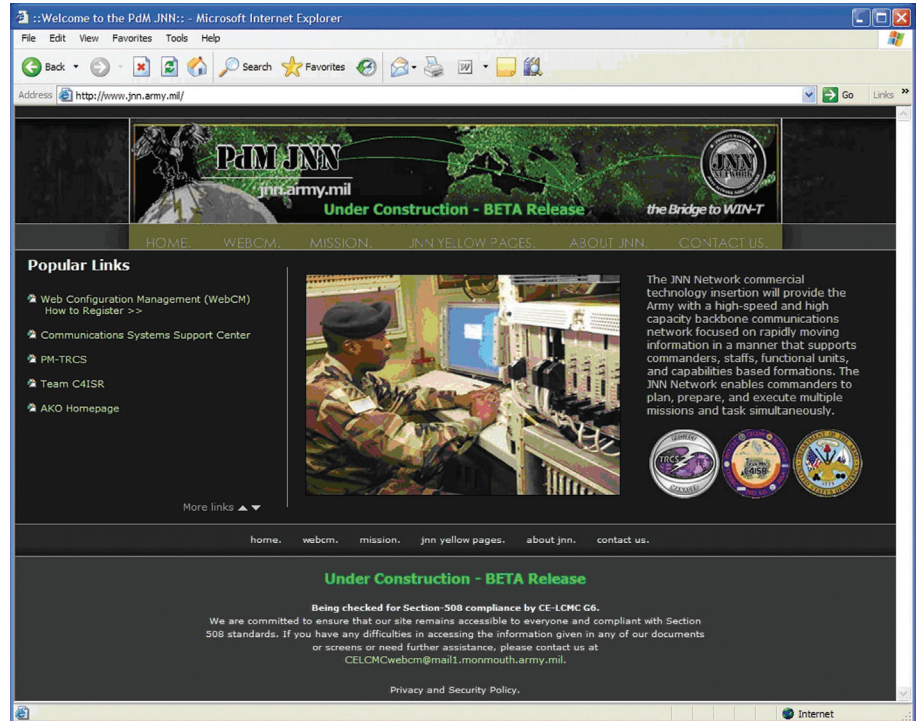 ::Welcome to the PdM JNN:: - Microsoft Internet Explorer
File Edit View Favorites Tools Help
Back Search Favorites
Address http://www.jnn.army.mil/ Go Links »
PdM JNN
jnn.army.mil
Under Construction - BETA Release
JNN
NETWORK
the Bridge to WIN-T
HOME. WEBCM. MISSION. JNN YELLOW PAGES. ABOUT JNN. CONTACT US.
Popular Links
Web Configuration Management (WebCM)
How to Register >>
Communications Systems Support Center
PM-TRCS
Team C4ISR
AKO Homepage
More links
The JNN Network commercial
technology insertion will provide the
Army with a high-speed and high
capacity backbone communications
network focused on rapidly moving
information in a manner that supports
commanders, staffs, functional units,
and capabilities based formations. The
JNN Network enables commanders to
plan, prepare, and execute multiple
missions and task simultaneously.
PROJECT
TRCS
MANAGER
C4ISR
home. webcm. mission. jnn yellow pages. about jnn. contact us.
Under Construction - BETA Release
Being checked for Section-508 compliance by CE-LCMC G6.
We are committed to ensure that our site remains accessible to everyone and compliant with Section
508 standards. If you have any difficulties in accessing the information given in any of our documents
or screens or need further assistance, please contact us at
CELCMCwebcm@mail1.monmouth.army.mil.
Privacy and Security Policy.
Internet